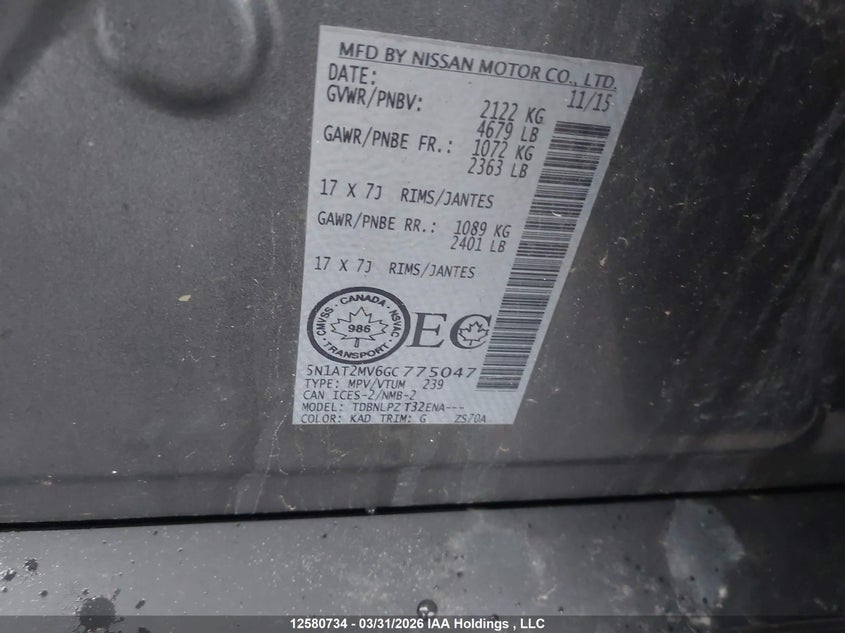 MFD BY NISSAN MOTOR CO., LTD.
DATE: 11/15
GVWR/PNBV: 2122 KG
4679 LB
GAWR/PNBE FR.: 1072 KG
2363 LB
17 X 7J RIMS/JANTES
GAWR/PNBE RR.: 1089 KG
2401 LB
17 X 7J RIMS/JANTES
CMVSS · CANADA · NSVAC
986
TRANSPORT
EC
5N1AT2MV6GC775047
TYPE: MPV/VTUM 239
CAN ICES-2/NMB-2
MODEL: TDBNLPZ T32ENA---
COLOR: KAD TRIM: G
12580734 - 03/31/2026 IAA Holdings , LLC